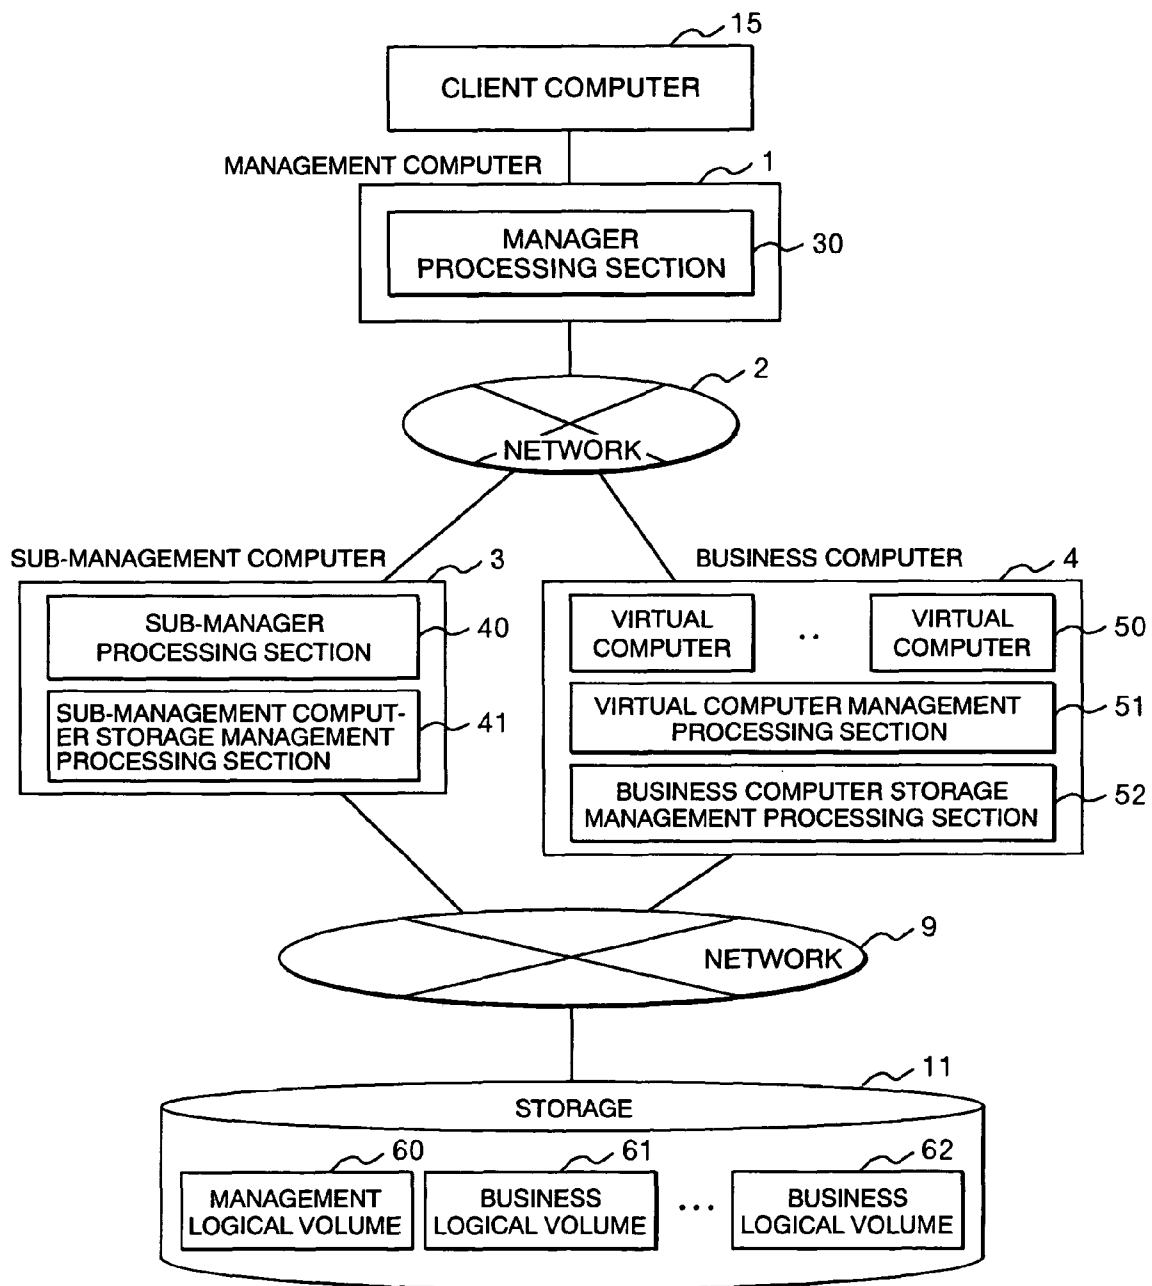 15
CLIENT COMPUTER
MANAGEMENT COMPUTER
1
MANAGER
PROCESSING SECTION
30
2
NETWORK
SUB-MANAGEMENT COMPUTER
3
SUB-MANAGER
PROCESSING SECTION
40
SUB-MANAGEMENT COMPUT-
ER STORAGE MANAGEMENT
PROCESSING SECTION
41
BUSINESS COMPUTER
4
VIRTUAL
COMPUTER
..
VIRTUAL
COMPUTER
50
VIRTUAL COMPUTER MANAGEMENT
PROCESSING SECTION
51
BUSINESS COMPUTER STORAGE
MANAGEMENT PROCESSING SECTION
52
9
NETWORK
11
STORAGE
60
MANAGEMENT
LOGICAL VOLUME
61
BUSINESS
LOGICAL VOLUME
...
62
BUSINESS
LOGICAL VOLUME